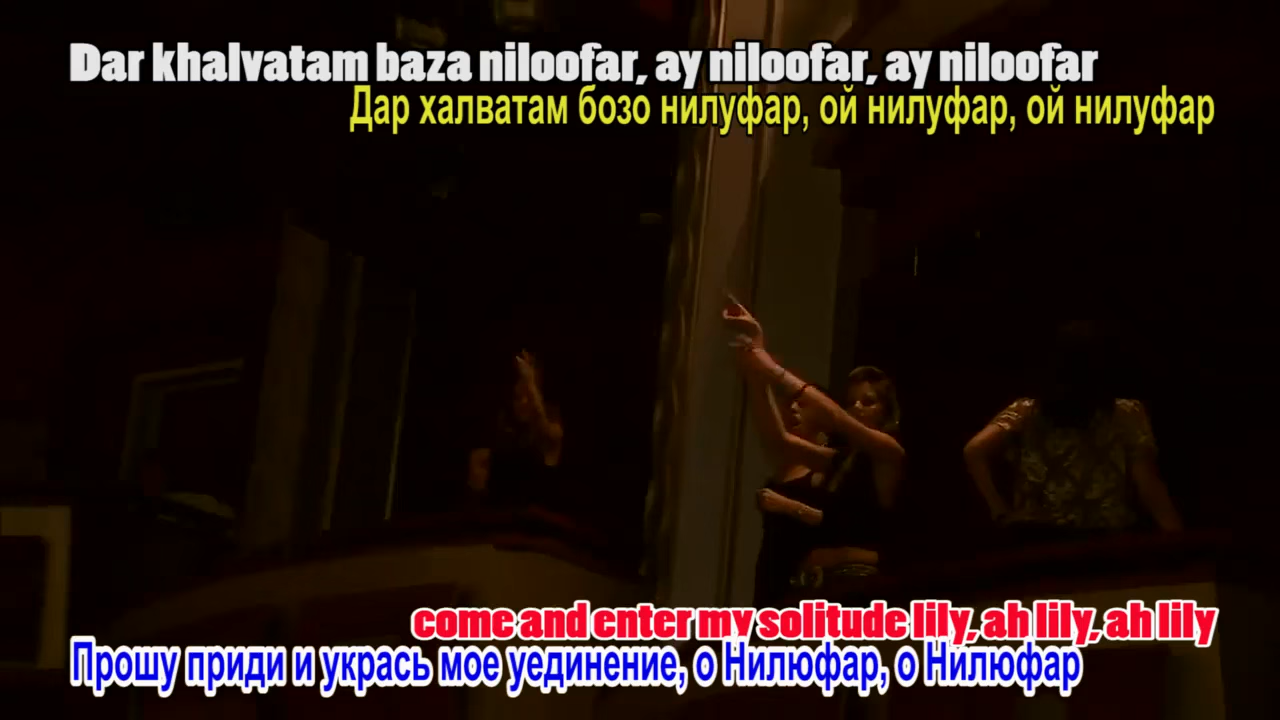 Dar khalvatam baza niloofar, ay niloofar, ay niloofar
Дар халватам бозо нилуфар, ой нилуфар, ой нилуфар
come and enter my solitude lily, ah lily, ah lily
Прошу приди и укрась мое уединение, о Нилюфар, о Нилюфар